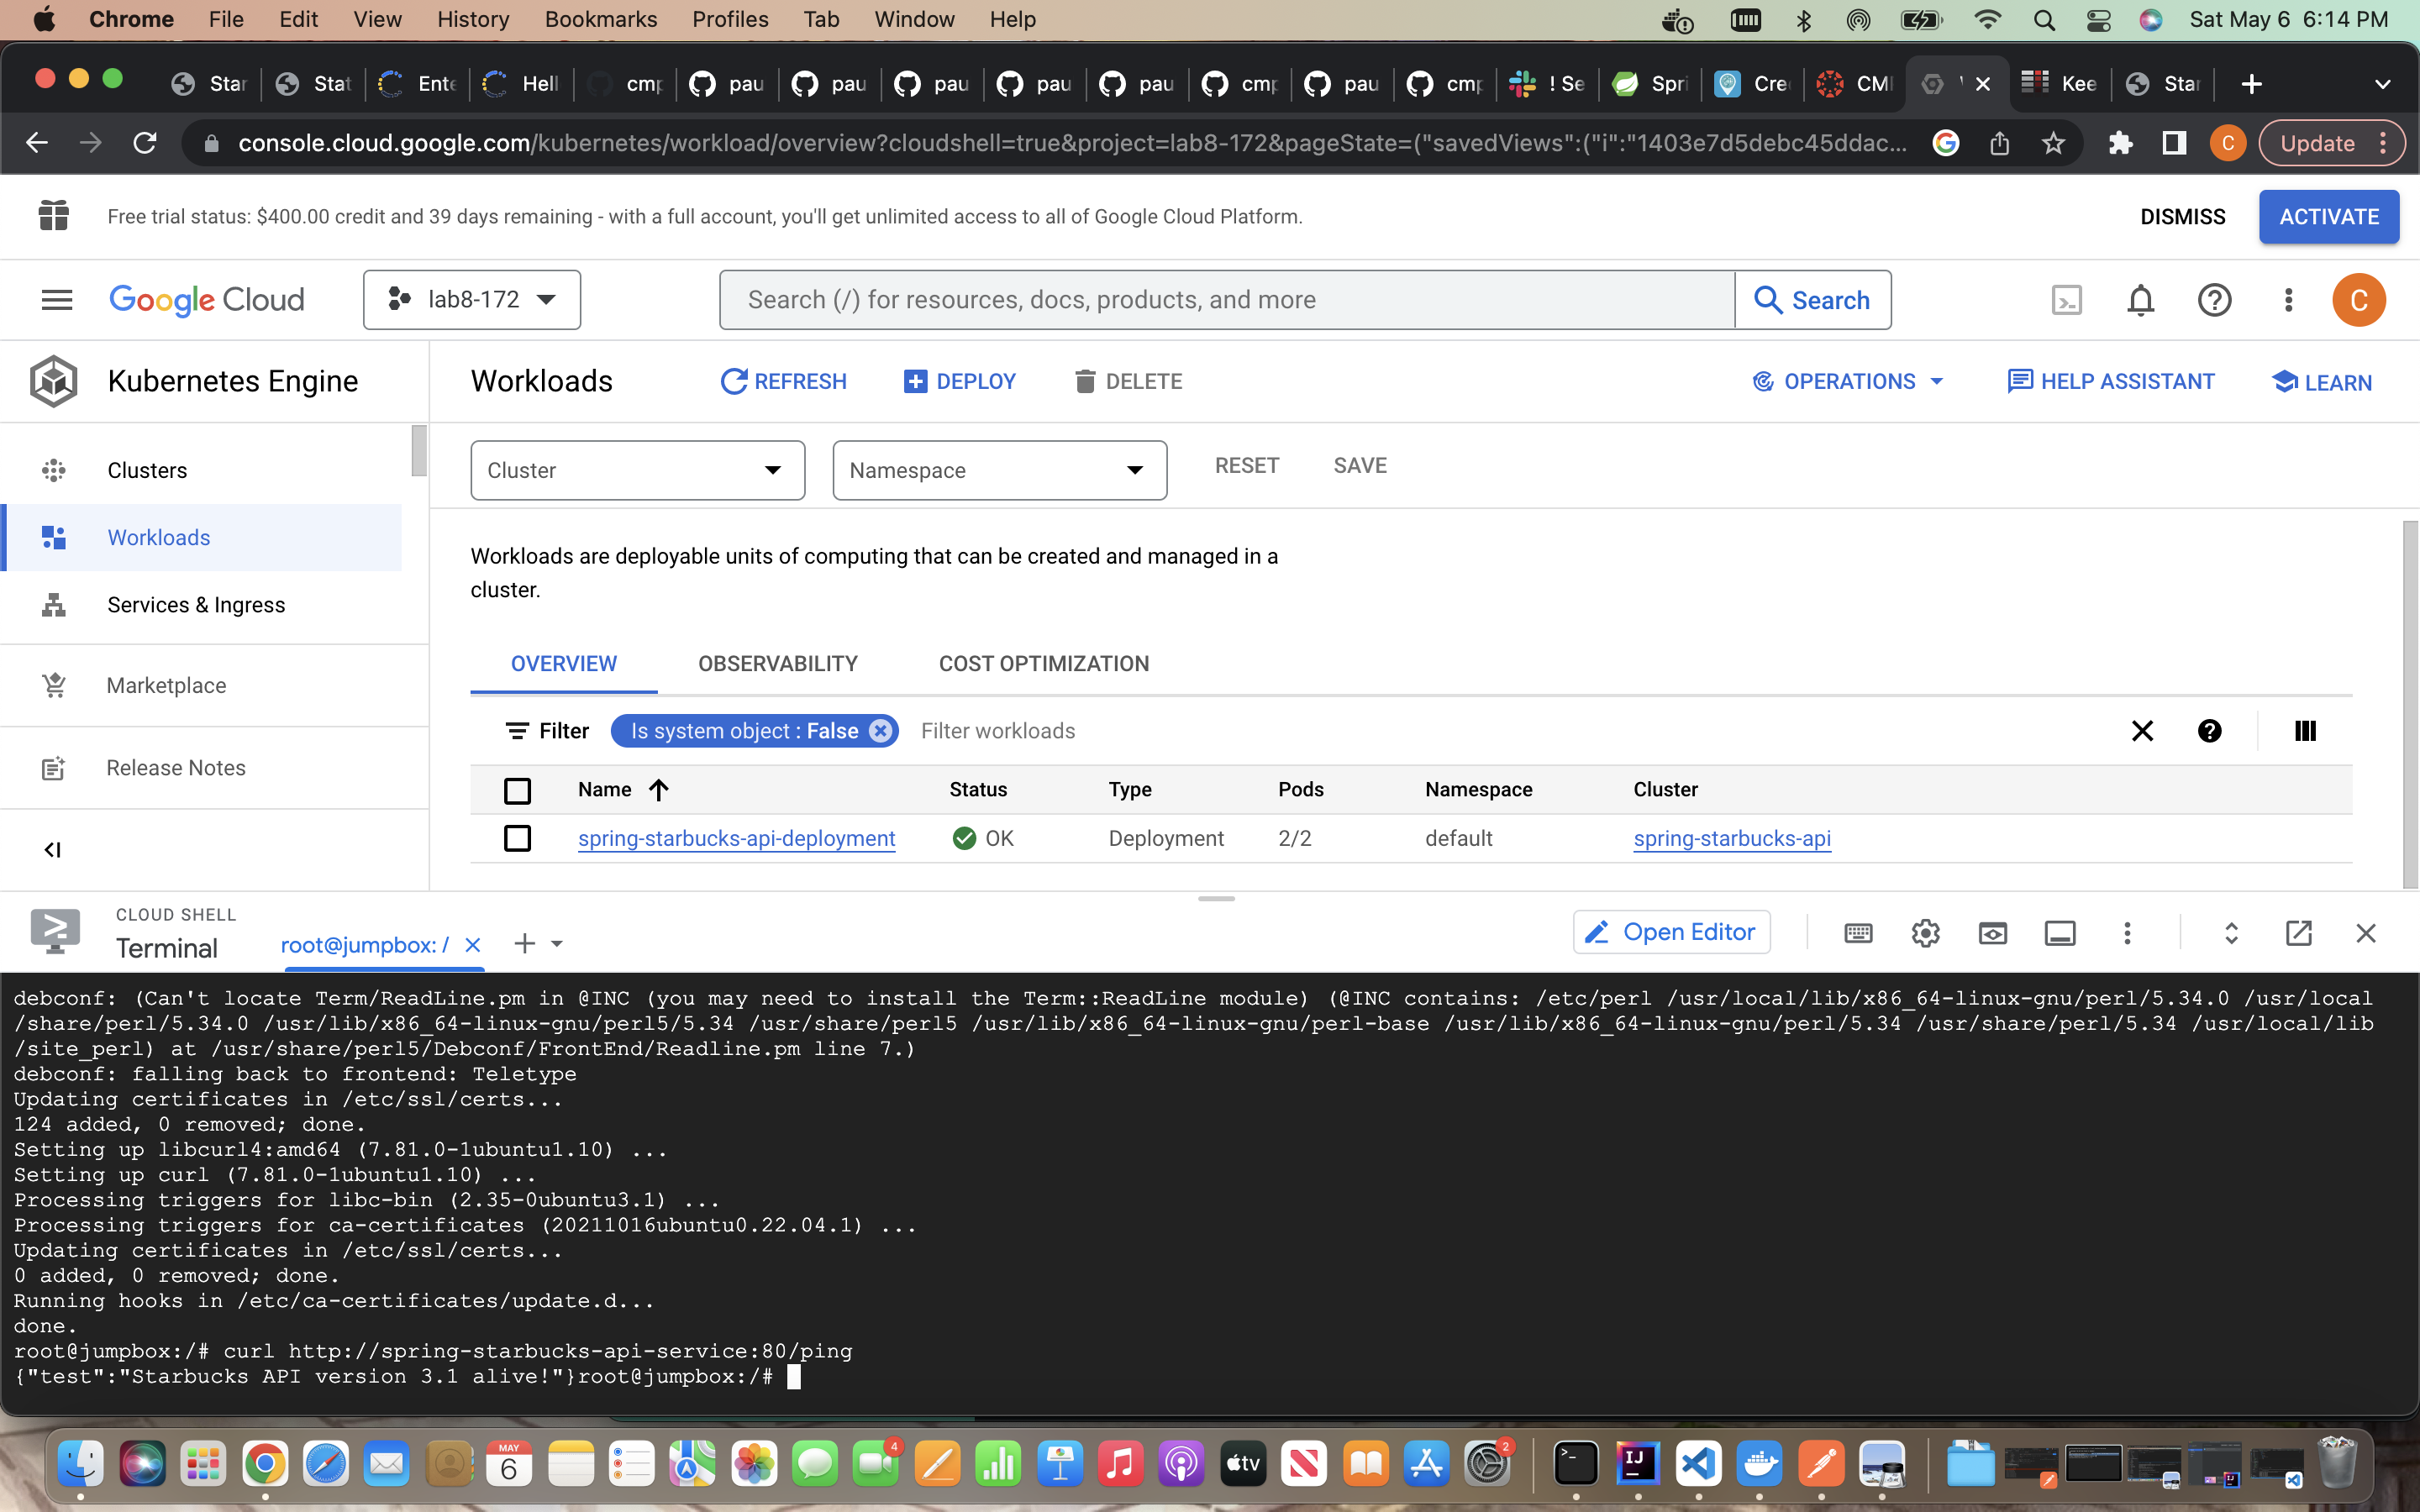 Chrome File Edit View History Bookmarks Profiles Tab Window Help Sat May 6 6:14 PM
Star Stat Ente Hell cmp pau pau pau pau pau cmp pau cmp ! Se Spri Cre CMI Kee Star
console.cloud.google.com/kubernetes/workload/overview?cloudshell=true&project=lab8-172&pageState=("savedViews":("i":"1403e7d5debc45ddac... C Update
Free trial status: $400.00 credit and 39 days remaining - with a full account, you'll get unlimited access to all of Google Cloud Platform. DISMISS ACTIVATE
Google Cloud lab8-172 Search (/) for resources, docs, products, and more Search C
Kubernetes Engine Workloads REFRESH DEPLOY DELETE OPERATIONS HELP ASSISTANT LEARN
Clusters
Workloads
Services & Ingress
Marketplace
Release Notes
Cluster Namespace RESET SAVE
Workloads are deployable units of computing that can be created and managed in a
cluster.
OVERVIEW OBSERVABILITY COST OPTIMIZATION
Filter Is system object : False Filter workloads
Name Status Type Pods Namespace Cluster
spring-starbucks-api-deployment OK Deployment 2/2 default spring-starbucks-api
CLOUD SHELL
Terminal root@jumpbox: / Open Editor
debconf: (Can't locate Term/ReadLine.pm in @INC (you may need to install the Term::ReadLine module) (@INC contains: /etc/perl /usr/local/lib/x86_64-linux-gnu/perl/5.34.0 /usr/local
/share/perl/5.34.0 /usr/lib/x86_64-linux-gnu/perl5/5.34 /usr/share/perl5 /usr/lib/x86_64-linux-gnu/perl-base /usr/lib/x86_64-linux-gnu/perl/5.34 /usr/share/perl/5.34 /usr/local/lib
/site_perl) at /usr/share/perl5/Debconf/FrontEnd/Readline.pm line 7.)
debconf: falling back to frontend: Teletype
Updating certificates in /etc/ssl/certs...
124 added, 0 removed; done.
Setting up libcurl4:amd64 (7.81.0-1ubuntu1.10) ...
Setting up curl (7.81.0-1ubuntu1.10) ...
Processing triggers for libc-bin (2.35-0ubuntu3.1) ...
Processing triggers for ca-certificates (20211016ubuntu0.22.04.1) ...
Updating certificates in /etc/ssl/certs...
0 added, 0 removed; done.
Running hooks in /etc/ca-certificates/update.d...
done.
root@jumpbox:/# curl http://spring-starbucks-api-service:80/ping
{"test":"Starbucks API version 3.1 alive!"}root@jumpbox:/#
MAY
6 4 tv 2 IJ